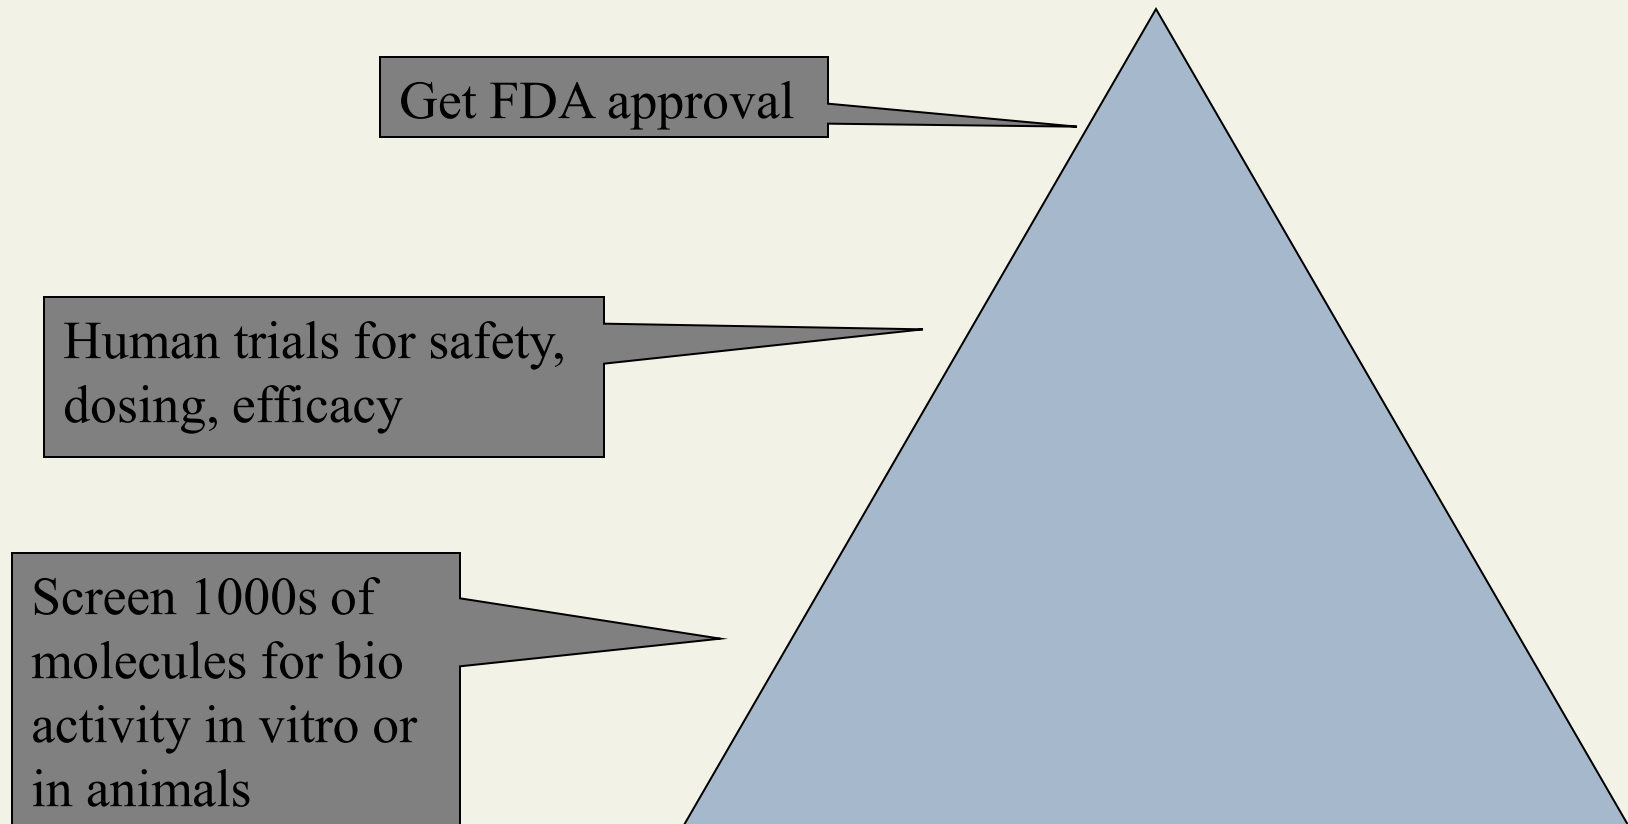 Get FDA approval
Human trials for safety,
dosing, efficacy
Screen 1000s of
molecules for bio
activity in vitro or
in animals